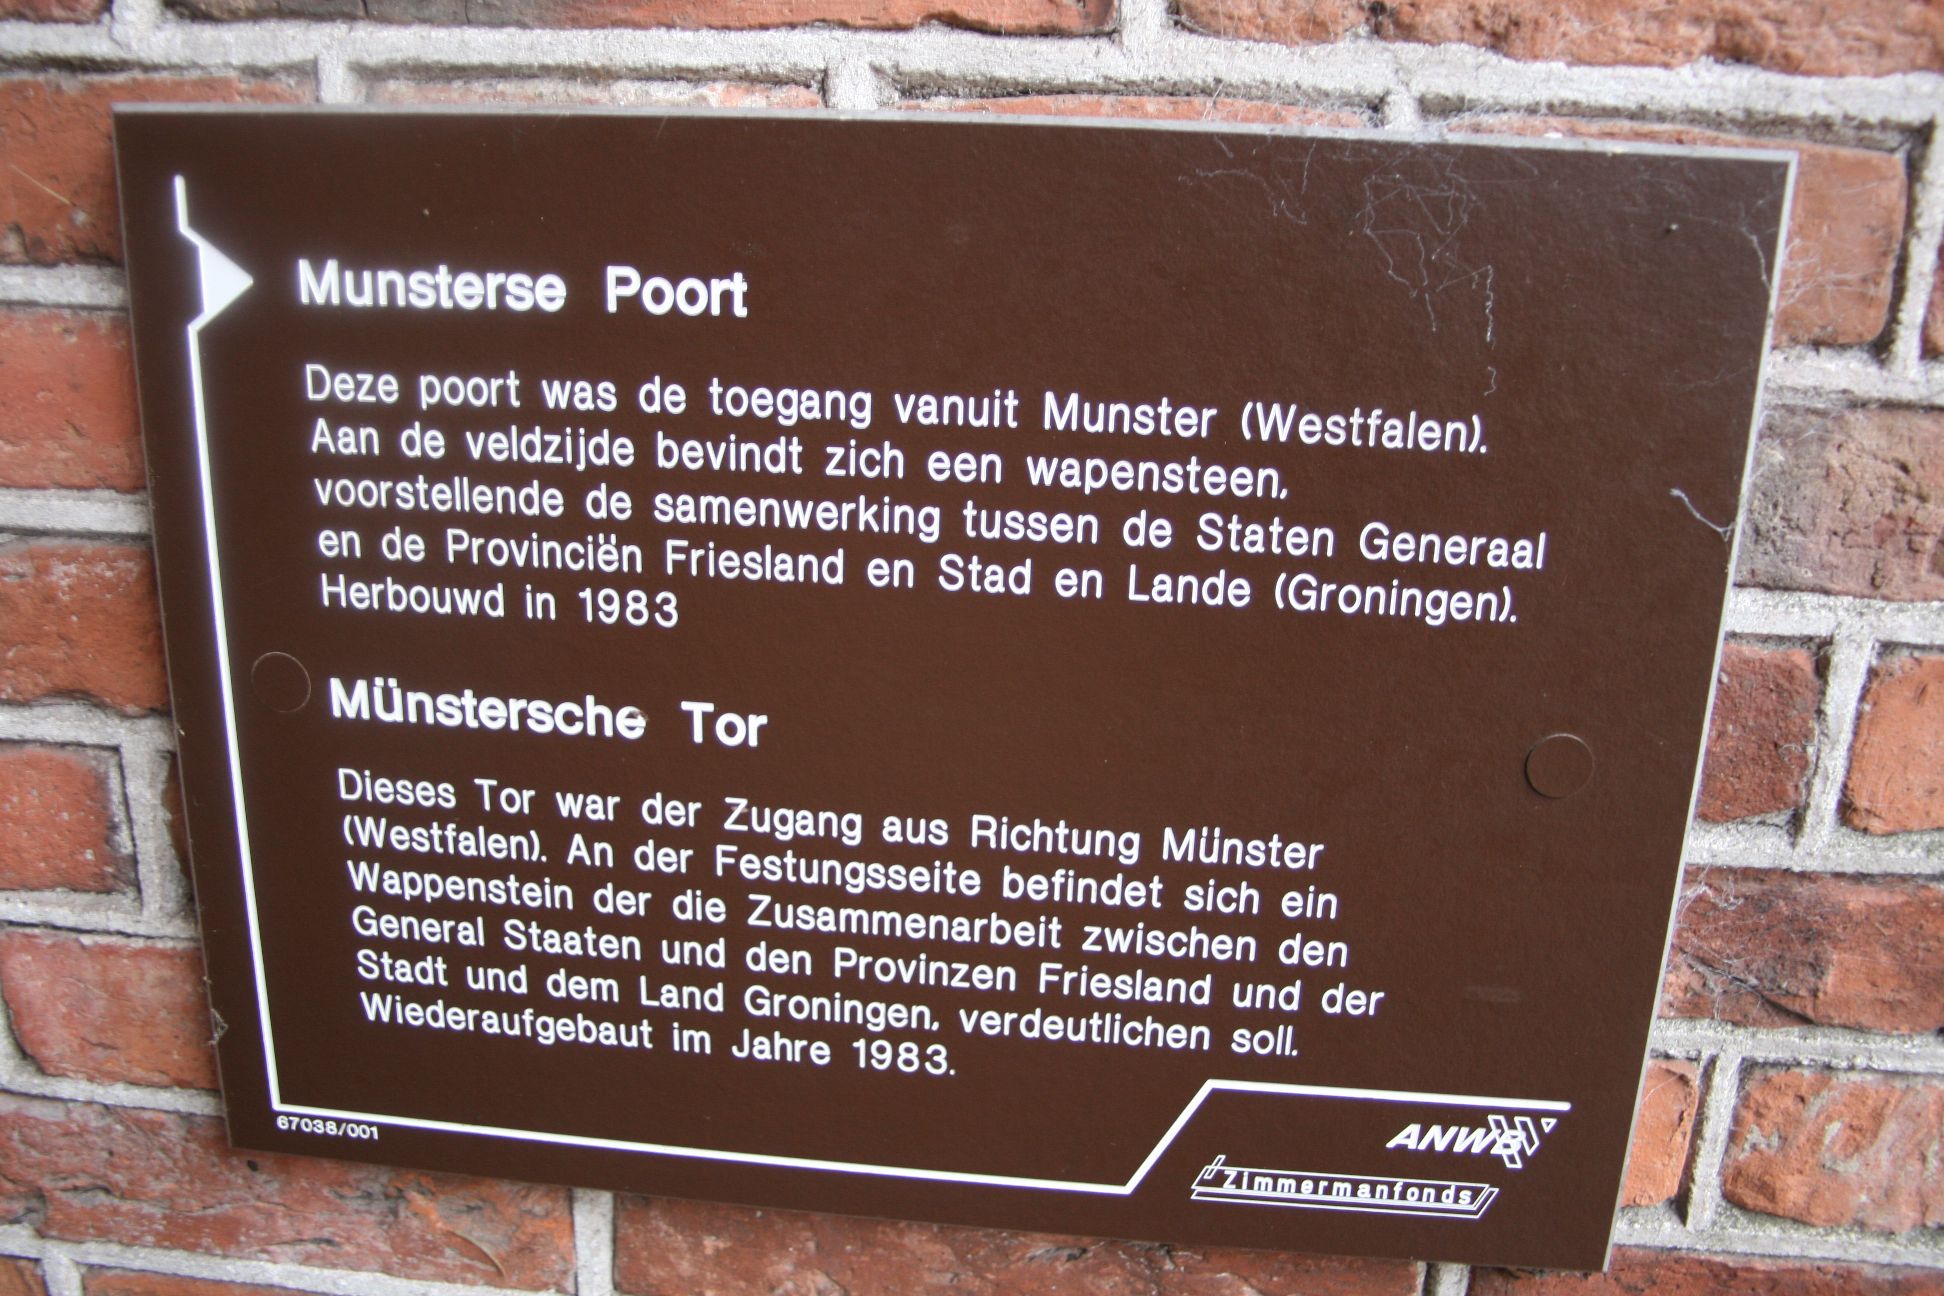 Munsterse Poort
Deze poort was de toegang vanuit Munster (Westfalen).
Aan de veldzijde bevindt zich een wapensteen,
voorstellende de samenwerking tussen de Staten Generaal
en de Provinciën Friesland en Stad en Lande (Groningen).
Herbouwd in 1983
Münstersche Tor
Dieses Tor war der Zugang aus Richtung Münster
(Westfalen). An der Festungsseite befindet sich ein
Wappenstein der die Zusammenarbeit zwischen den
General Staaten und den Provinzen Friesland und der
Stadt und dem Land Groningen, verdeutlichen soll.
Wiederaufgebaut im Jahre 1983.
67038/001
ANWB
Zimmermanfonds